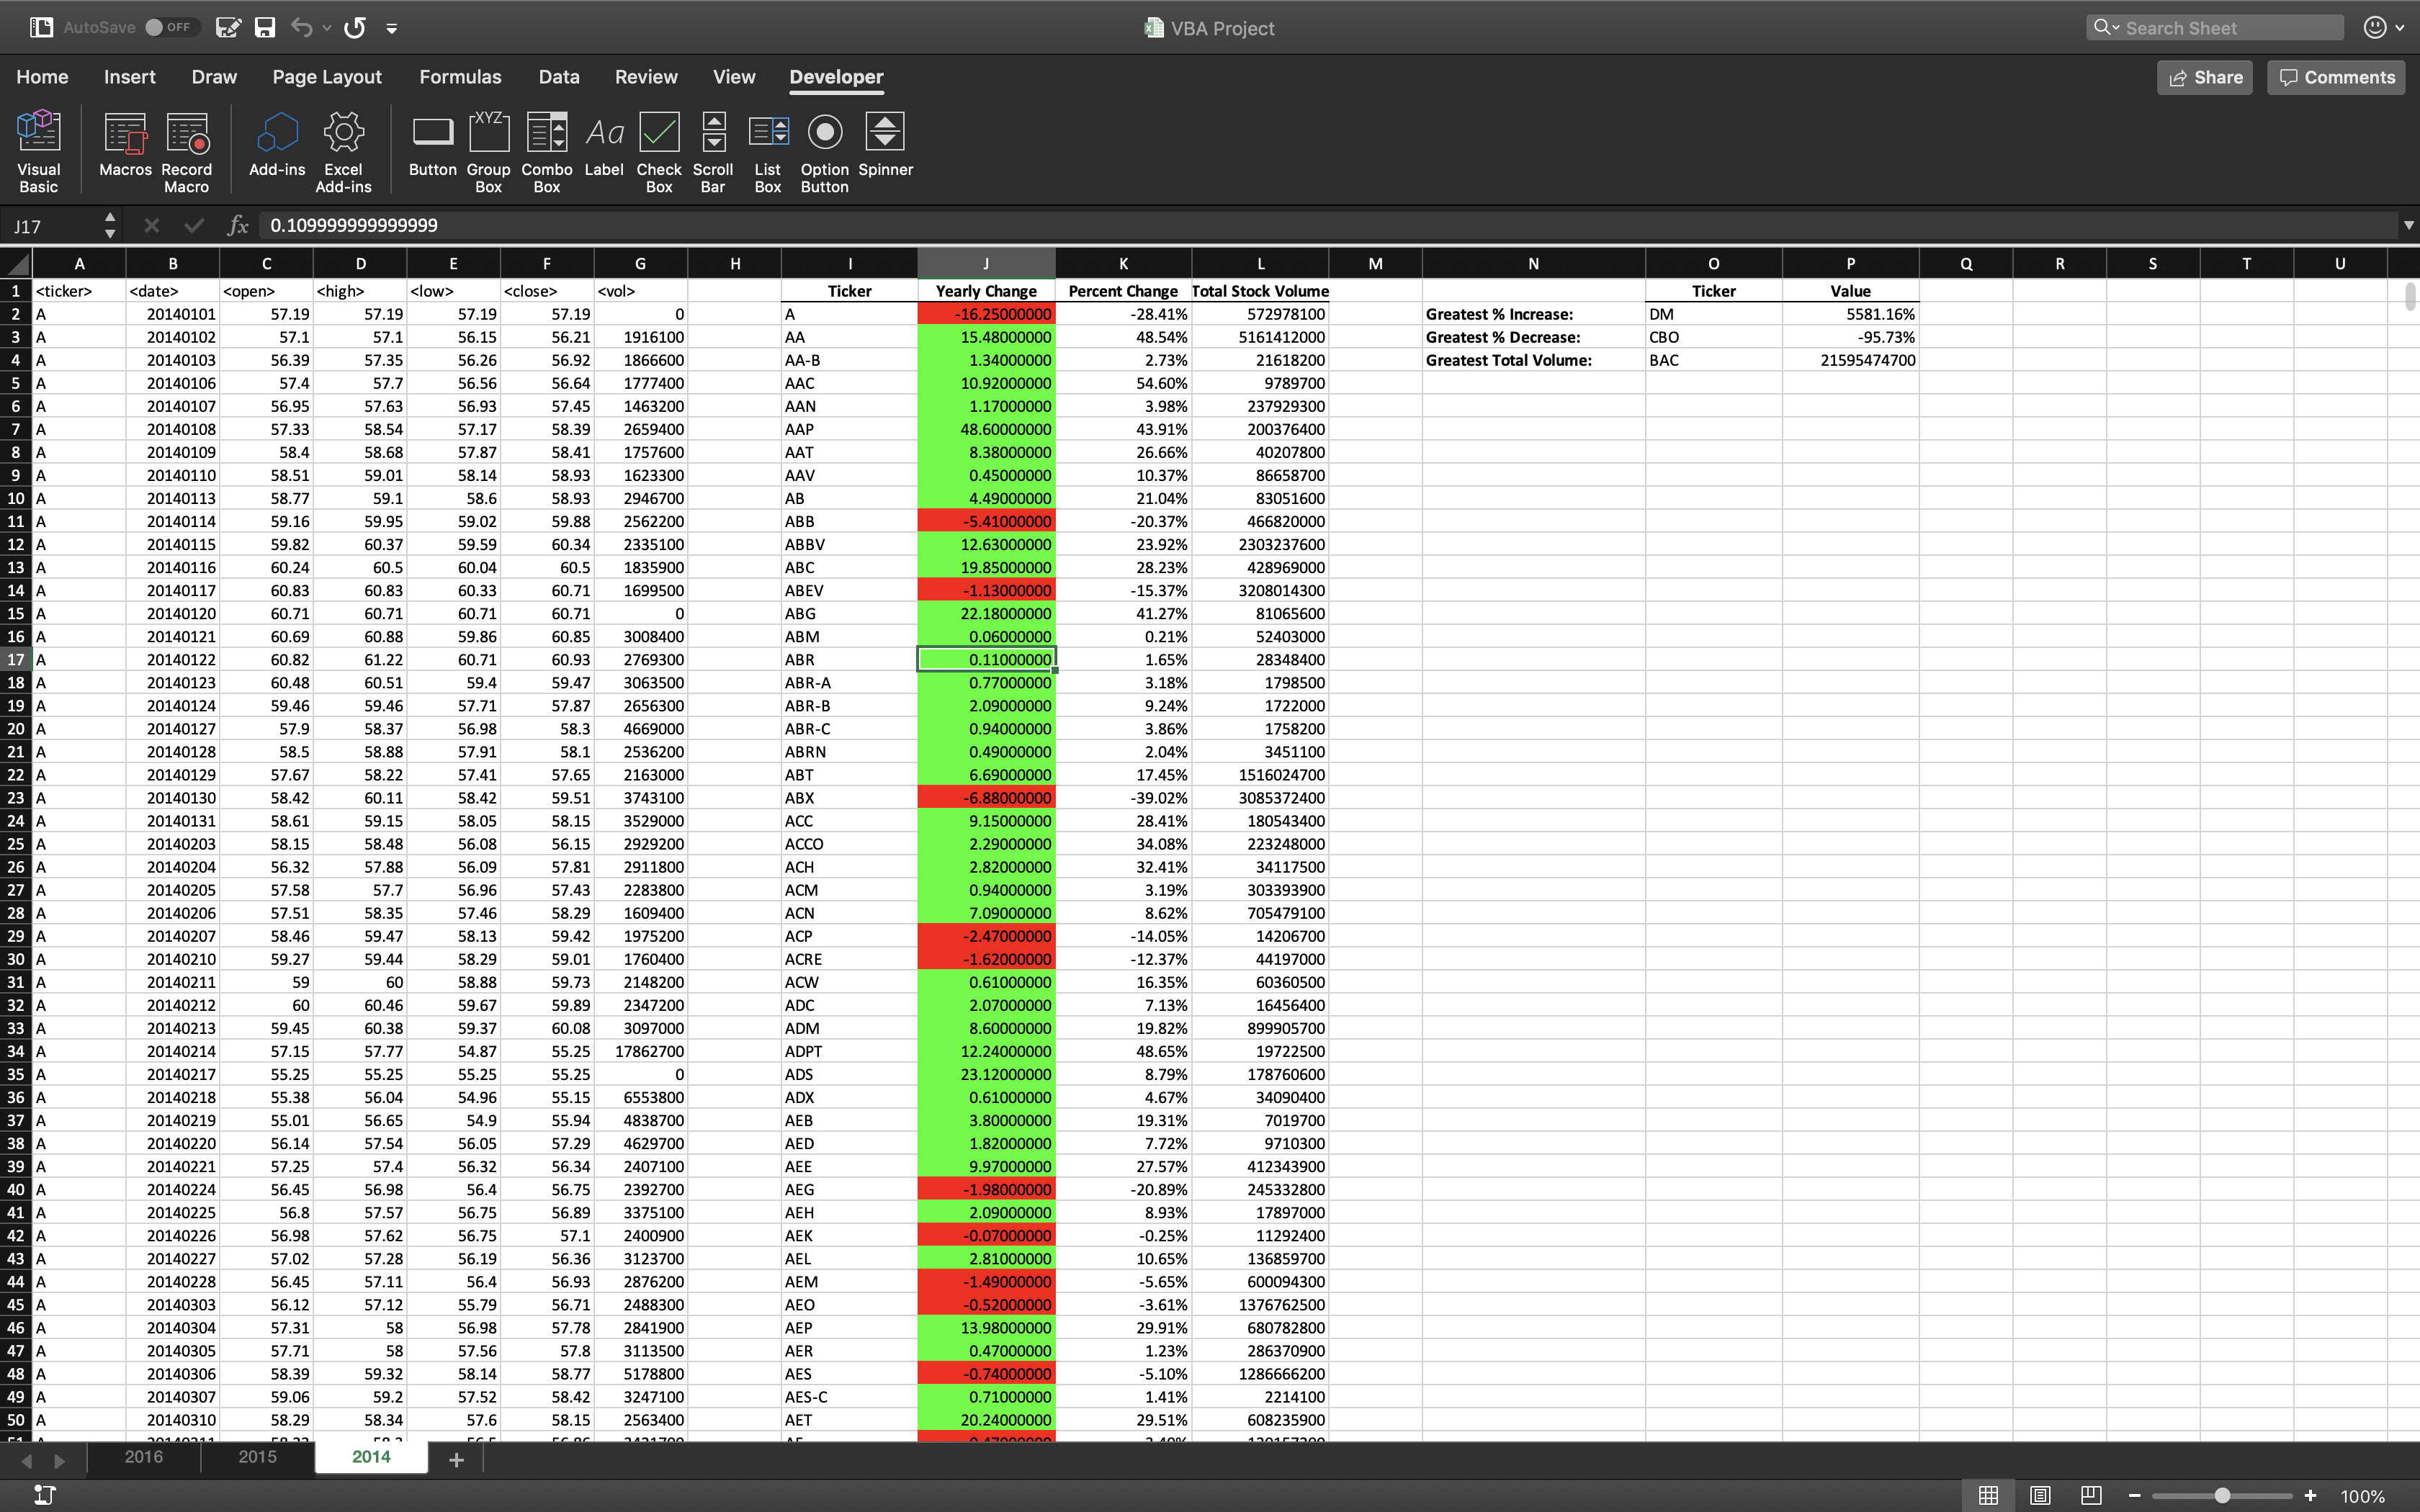 AutoSave OFF VBA Project Search Sheet
Home Insert Draw Page Layout Formulas Data Review View Developer Share Comments
Visual Basic Macros Record Macro Add-ins Excel Add-ins Button Group Box Combo Box Label Check Box Scroll Bar List Box Option Button Spinner
J17 fx 0.109999999999999
A B C D E F G H I J K L M N O P Q R S T U
1 <ticker> <date> <open> <high> <low> <close> <vol> Ticker Yearly Change Percent Change Total Stock Volume Ticker Value
2 A 20140101 57.19 57.19 57.19 57.19 0 A -16.25000000 -28.41% 572978100 Greatest % Increase: DM 5581.16%
3 A 20140102 57.1 57.1 56.15 56.21 1916100 AA 15.48000000 48.54% 5161412000 Greatest % Decrease: CBO -95.73%
4 A 20140103 56.39 57.35 56.26 56.92 1866600 AA-B 1.34000000 2.73% 21618200 Greatest Total Volume: BAC 21595474700
5 A 20140106 57.4 57.7 56.56 56.64 1777400 AAC 10.92000000 54.60% 9789700
6 A 20140107 56.95 57.63 56.93 57.45 1463200 AAN 1.17000000 3.98% 237929300
7 A 20140108 57.33 58.54 57.17 58.39 2659400 AAP 48.60000000 43.91% 200376400
8 A 20140109 58.4 58.68 57.87 58.41 1757600 AAT 8.38000000 26.66% 40207800
9 A 20140110 58.51 59.01 58.14 58.93 1623300 AAV 0.45000000 10.37% 86658700
10 A 20140113 58.77 59.1 58.6 58.93 2946700 AB 4.49000000 21.04% 83051600
11 A 20140114 59.16 59.95 59.02 59.88 2562200 ABB -5.41000000 -20.37% 466820000
12 A 20140115 59.82 60.37 59.59 60.34 2335100 ABBV 12.63000000 23.92% 2303237600
13 A 20140116 60.24 60.5 60.04 60.5 1835900 ABC 19.85000000 28.23% 428969000
14 A 20140117 60.83 60.83 60.33 60.71 1699500 ABEV -1.13000000 -15.37% 3208014300
15 A 20140120 60.71 60.71 60.71 60.71 0 ABG 22.18000000 41.27% 81065600
16 A 20140121 60.69 60.88 59.86 60.85 3008400 ABM 0.06000000 0.21% 52403000
17 A 20140122 60.82 61.22 60.71 60.93 2769300 ABR 0.11000000 1.65% 28348400
18 A 20140123 60.48 60.51 59.4 59.47 3063500 ABR-A 0.77000000 3.18% 1798500
19 A 20140124 59.46 59.46 57.71 57.87 2656300 ABR-B 2.09000000 9.24% 1722000
20 A 20140127 57.9 58.37 56.98 58.3 4669000 ABR-C 0.94000000 3.86% 1758200
21 A 20140128 58.5 58.88 57.91 58.1 2536200 ABRN 0.49000000 2.04% 3451100
22 A 20140129 57.67 58.22 57.41 57.65 2163000 ABT 6.69000000 17.45% 1516024700
23 A 20140130 58.42 60.11 58.42 59.51 3743100 ABX -6.88000000 -39.02% 3085372400
24 A 20140131 58.61 59.15 58.05 58.15 3529000 ACC 9.15000000 28.41% 180543400
25 A 20140203 58.15 58.48 56.08 56.15 2929200 ACCO 2.29000000 34.08% 223248000
26 A 20140204 56.32 57.88 56.09 57.81 2911800 ACH 2.82000000 32.41% 34117500
27 A 20140205 57.58 57.7 56.96 57.43 2283800 ACM 0.94000000 3.19% 303393900
28 A 20140206 57.51 58.35 57.46 58.29 1609400 ACN 7.09000000 8.62% 705479100
29 A 20140207 58.46 59.47 58.13 59.42 1975200 ACP -2.47000000 -14.05% 14206700
30 A 20140210 59.27 59.44 58.29 59.01 1760400 ACRE -1.62000000 -12.37% 44197000
31 A 20140211 59 60 58.88 59.73 2148200 ACW 0.61000000 16.35% 60360500
32 A 20140212 60 60.46 59.67 59.89 2347200 ADC 2.07000000 7.13% 16456400
33 A 20140213 59.45 60.38 59.37 60.08 3097000 ADM 8.60000000 19.82% 899905700
34 A 20140214 57.15 57.77 54.87 55.25 17862700 ADPT 12.24000000 48.65% 19722500
35 A 20140217 55.25 55.25 55.25 55.25 0 ADS 23.12000000 8.79% 178760600
36 A 20140218 55.38 56.04 54.96 55.15 6553800 ADX 0.61000000 4.67% 34090400
37 A 20140219 55.01 56.65 54.9 55.94 4838700 AEB 3.80000000 19.31% 7019700
38 A 20140220 56.14 57.54 56.05 57.29 4629700 AED 1.82000000 7.72% 9710300
39 A 20140221 57.25 57.4 56.32 56.34 2407100 AEE 9.97000000 27.57% 412343900
40 A 20140224 56.45 56.98 56.4 56.75 2392700 AEG -1.98000000 -20.89% 245332800
41 A 20140225 56.8 57.57 56.75 56.89 3375100 AEH 2.09000000 8.93% 17897000
42 A 20140226 56.98 57.62 56.75 57.1 2400900 AEK -0.07000000 -0.25% 11292400
43 A 20140227 57.02 57.28 56.19 56.36 3123700 AEL 2.81000000 10.65% 136859700
44 A 20140228 56.45 57.11 56.4 56.93 2876200 AEM -1.49000000 -5.65% 600094300
45 A 20140303 56.12 57.12 55.79 56.71 2488300 AEO -0.52000000 -3.61% 1376762500
46 A 20140304 57.31 58 56.98 57.78 2841900 AEP 13.98000000 29.91% 680782800
47 A 20140305 57.71 58 57.56 57.8 3113500 AER 0.47000000 1.23% 286370900
48 A 20140306 58.39 59.32 58.14 58.77 5178800 AES -0.74000000 -5.10% 1286666200
49 A 20140307 59.06 59.2 57.52 58.42 3247100 AES-C 0.71000000 1.41% 2214100
50 A 20140310 58.29 58.34 57.6 58.15 2563400 AET 20.24000000 29.51% 608235900
2016 2015 2014
100%